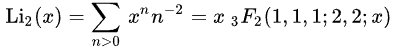 Li₂(x) = ∑ₙ>₀ xⁿn⁻² = x ₃F₂(1, 1, 1; 2, 2; x)